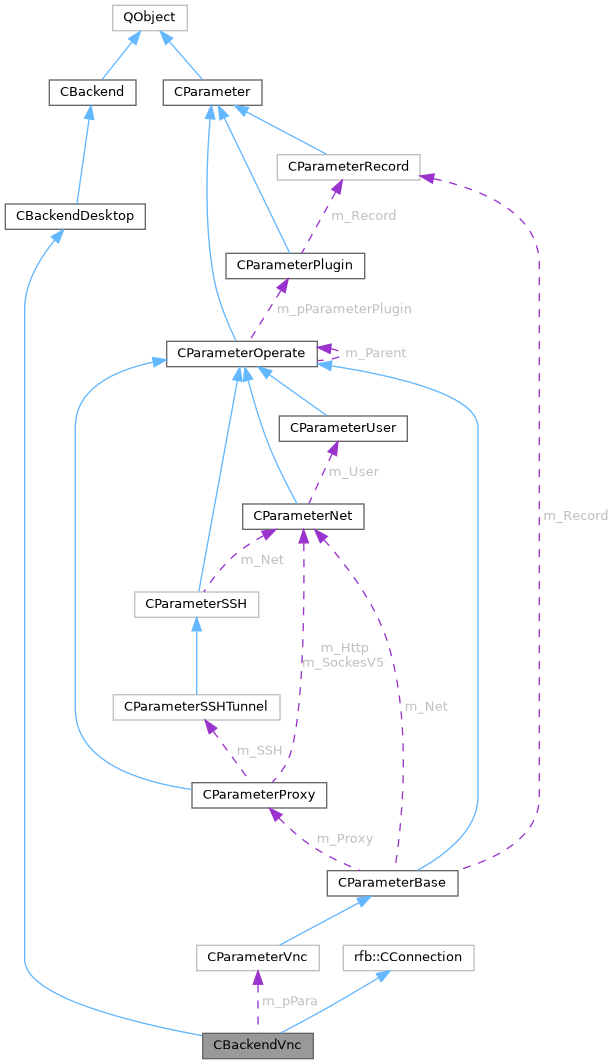 QObject
CBackend
CParameter
CParameterRecord
CBackendDesktop
m_Record
CParameterPlugin
m_pParameterPlugin
CParameterOperate
m_Parent
CParameterUser
m_User
CParameterNet
m_Record
m_Net
CParameterSSH
m_Http
m_SockesV5
CParameterSSHTunnel
m_Net
m_SSH
CParameterProxy
m_Proxy
CParameterBase
CParameterVnc
rfb::CConnection
m_pPara
CBackendVnc